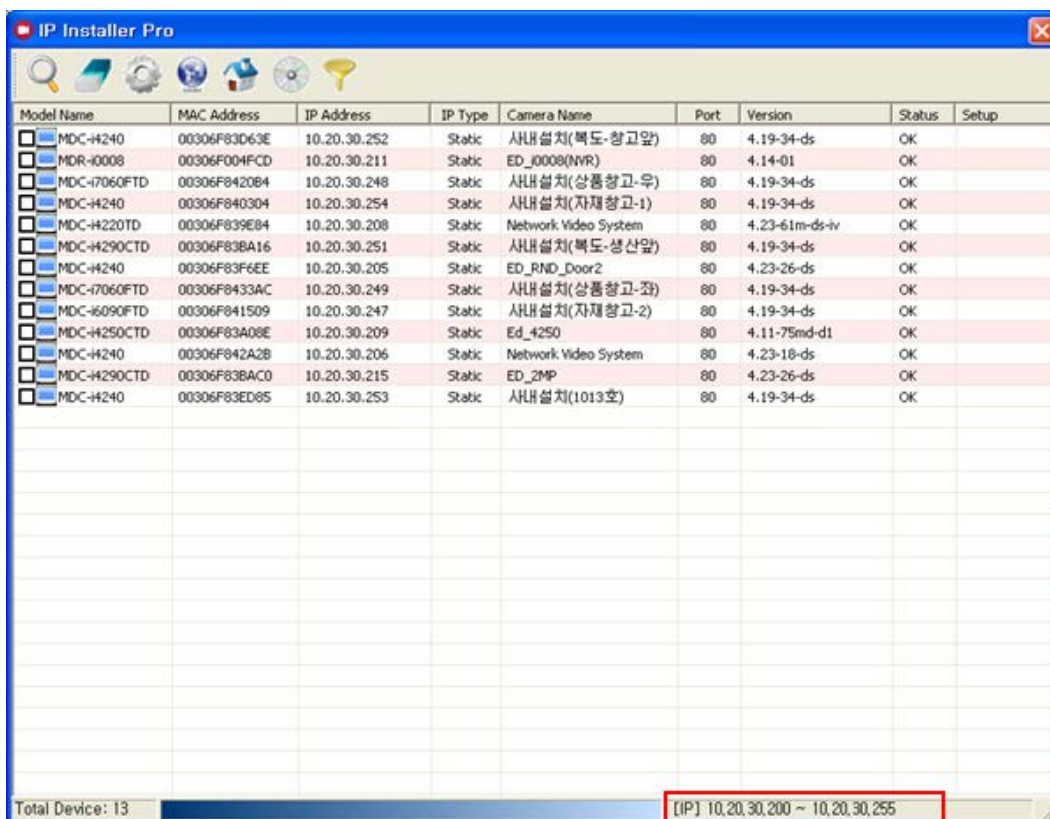 IP Installer Pro
Model Name MAC Address IP Address IP Type Camera Name Port Version Status Setup
MDC-i4240 00306F83D63E 10.20.30.252 Static 사내설치(복도-창고앞) 80 4.19-34-ds OK
MDR-i0008 00306F004FCD 10.20.30.211 Static ED_i0008(NVR) 80 4.14-01 OK
MDC-i7060FTD 00306F8420B4 10.20.30.248 Static 사내설치(상품창고-우) 80 4.19-34-ds OK
MDC-i4240 00306F840304 10.20.30.254 Static 사내설치(자재창고-1) 80 4.19-34-ds OK
MDC-i4220TD 00306F839E84 10.20.30.208 Static Network Video System 80 4.23-61m-ds-iv OK
MDC-i4290CTD 00306F83BA16 10.20.30.251 Static 사내설치(복도-생산앞) 80 4.19-34-ds OK
MDC-i4240 00306F83F6EE 10.20.30.205 Static ED_RND_Door2 80 4.23-26-ds OK
MDC-i7060FTD 00306F8433AC 10.20.30.249 Static 사내설치(상품창고-좌) 80 4.19-34-ds OK
MDC-i6090FTD 00306F841509 10.20.30.247 Static 사내설치(자재창고-2) 80 4.19-34-ds OK
MDC-i4250CTD 00306F83A08E 10.20.30.209 Static Ed_4250 80 4.11-75md-d1 OK
MDC-i4240 00306F842A2B 10.20.30.206 Static Network Video System 80 4.23-18-ds OK
MDC-i4290CTD 00306F83BAC0 10.20.30.215 Static ED_2MP 80 4.23-26-ds OK
MDC-i4240 00306F83ED85 10.20.30.253 Static 사내설치(1013호) 80 4.19-34-ds OK
Total Device: 13 [IP] 10,20,30,200 ~ 10,20,30,255